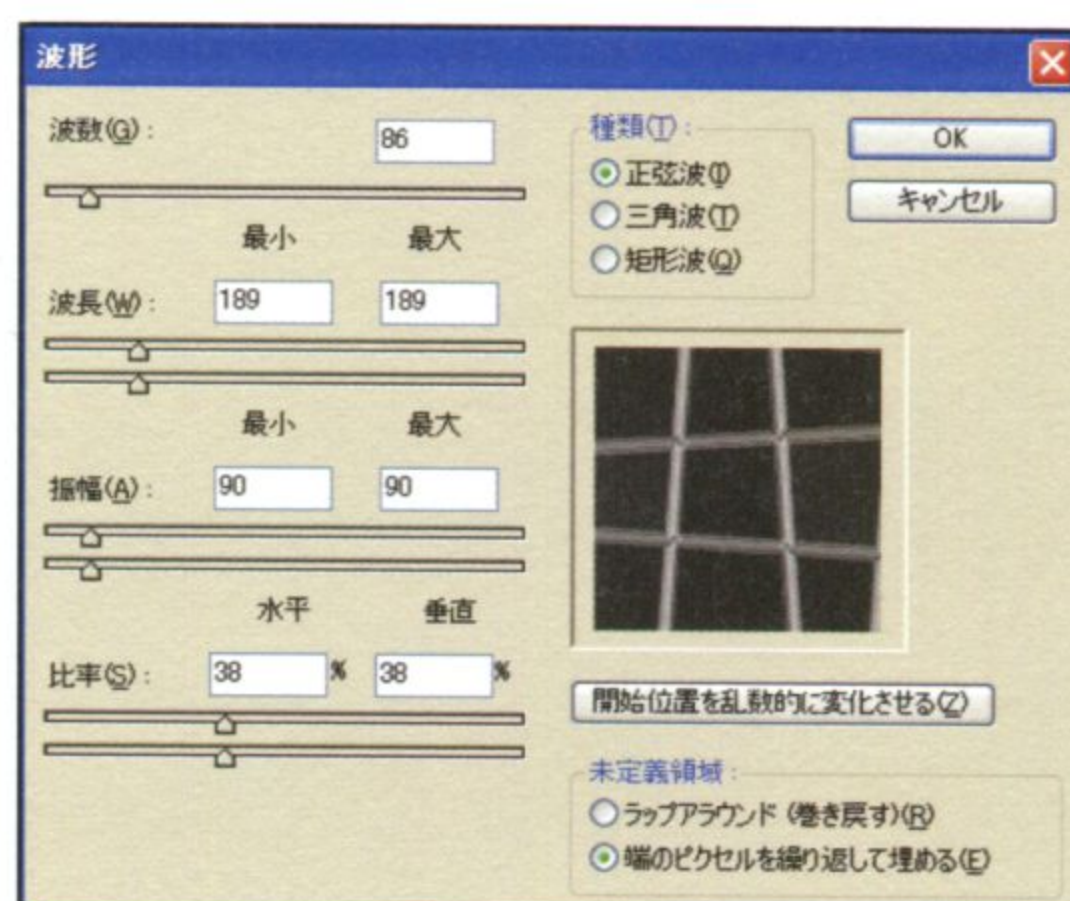 波形
波数(G): 86
最小 最大
波長(W): 189 189
最小 最大
振幅(A): 90 90
水平 垂直
比率(S): 38 % 38 %
種類(T):
正弦波(I)
三角波(T)
矩形波(Q)
OK
キャンセル
開始位置を乱数的に変化させる(Z)
未定義領域:
ラップアラウンド (巻き戻す)(R)
端のピクセルを繰り返して埋める(E)